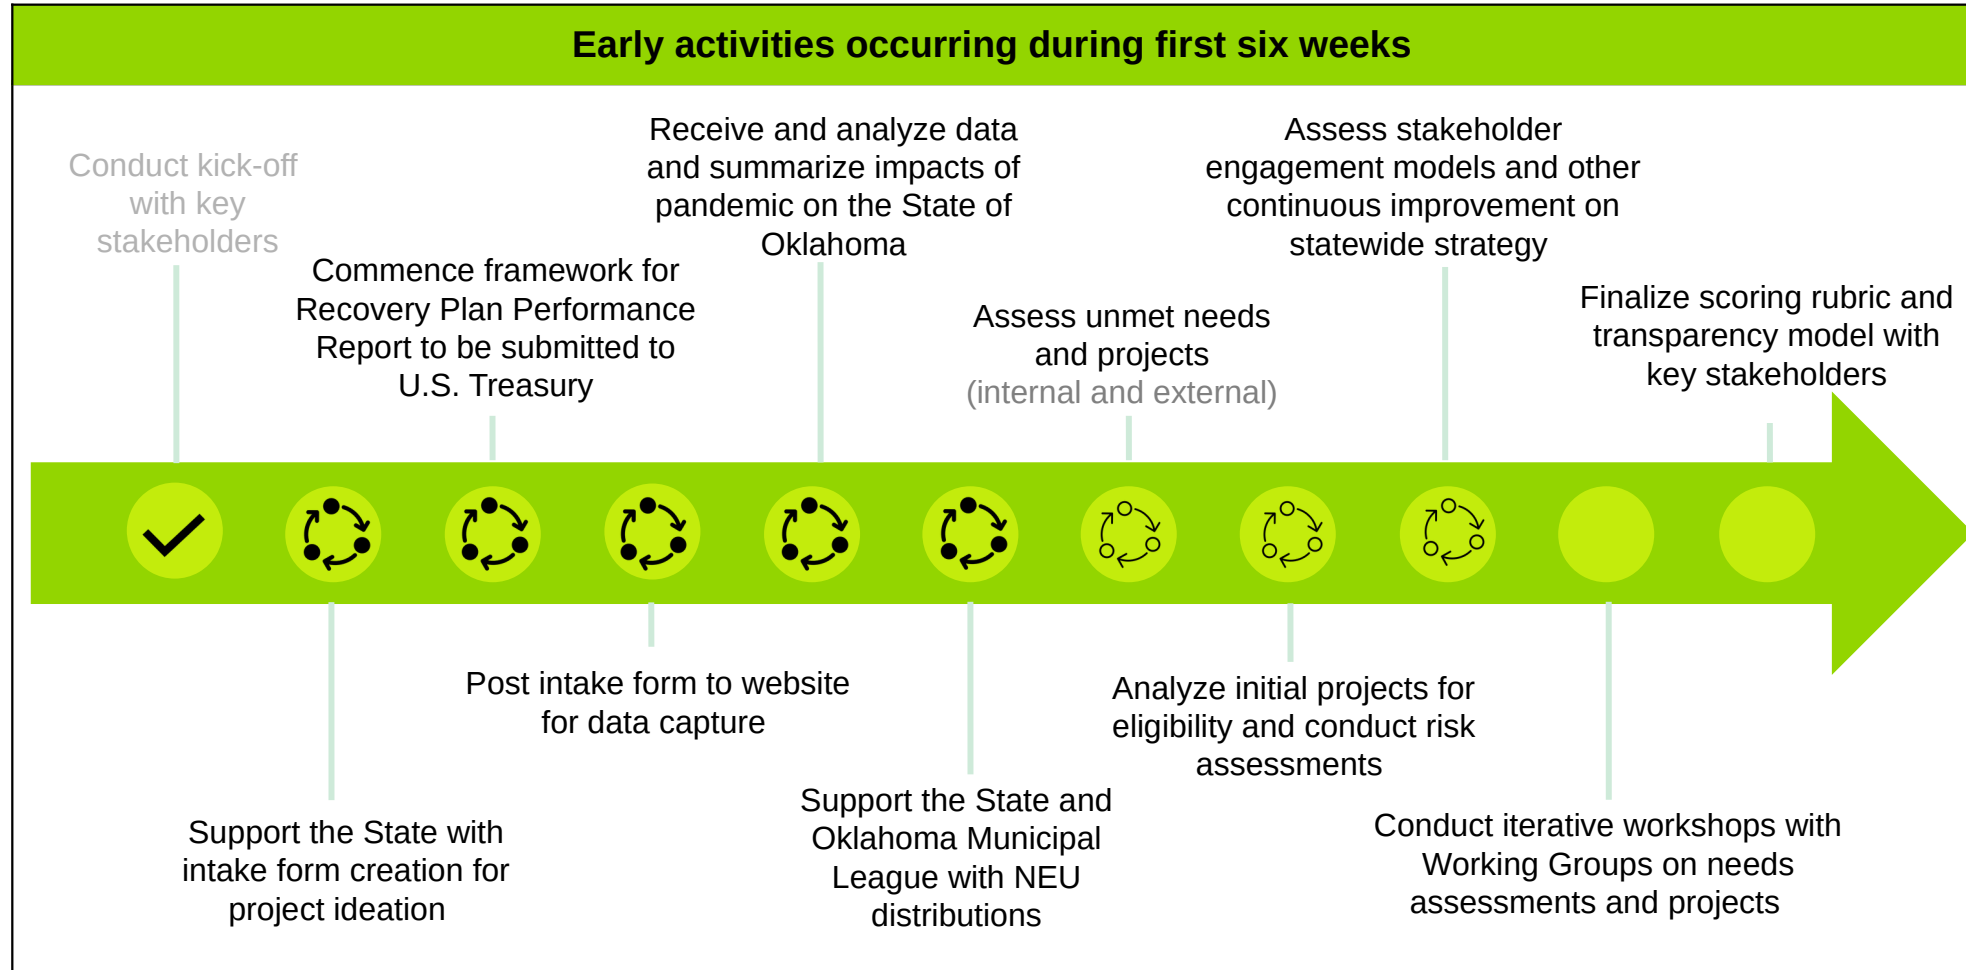 Early activities occurring during first six weeks
Conduct kick-off
with key
stakeholders
Commence framework for
Recovery Plan Performance
Report to be submitted to
U.S. Treasury
Receive and analyze data
and summarize impacts of
pandemic on the State of
Oklahoma
Assess unmet needs
and projects
(internal and external)
Assess stakeholder
engagement models and other
continuous improvement on
statewide strategy
Finalize scoring rubric and
transparency model with
key stakeholders
Support the State with
intake form creation for
project ideation
Post intake form to website
for data capture
Support the State and
Oklahoma Municipal
League with NEU
distributions
Analyze initial projects for
eligibility and conduct risk
assessments
Conduct iterative workshops with
Working Groups on needs
assessments and projects